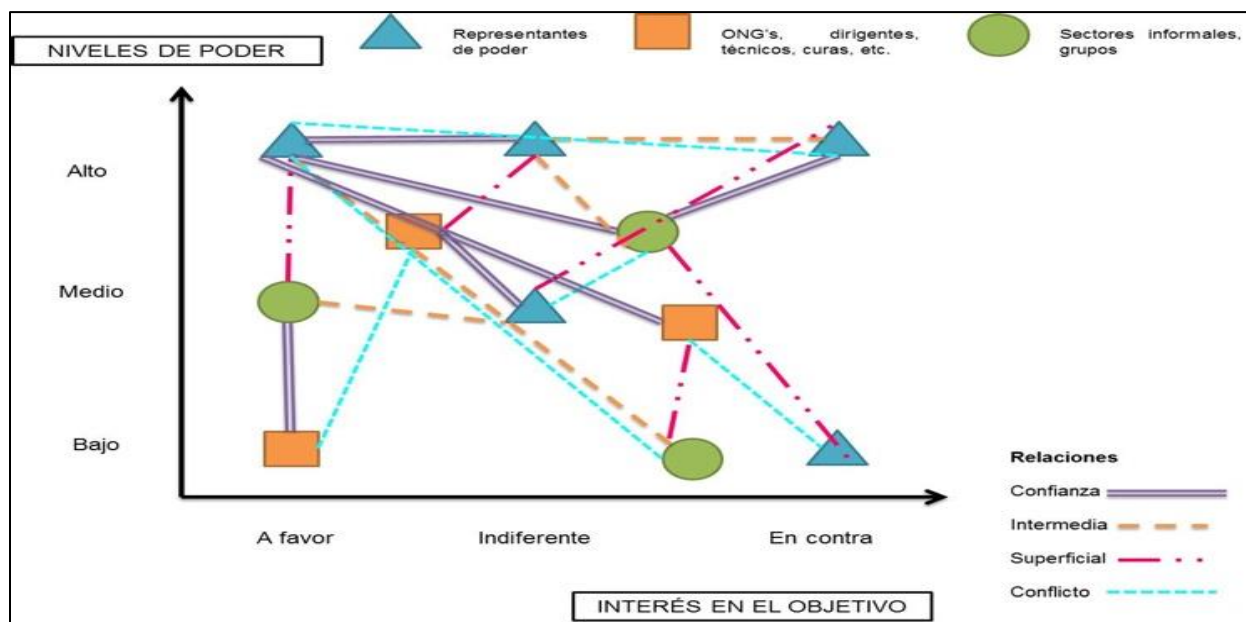 NIVELES DE PODER
Representantes
de poder
ONG's, dirigentes,
técnicos, curas, etc.
Sectores informales,
grupos
Alto
Medio
Bajo
A favor
Indiferente
En contra
INTERÉS EN EL OBJETIVO
Relaciones
Confianza
Intermedia
Superficial
Conflicto